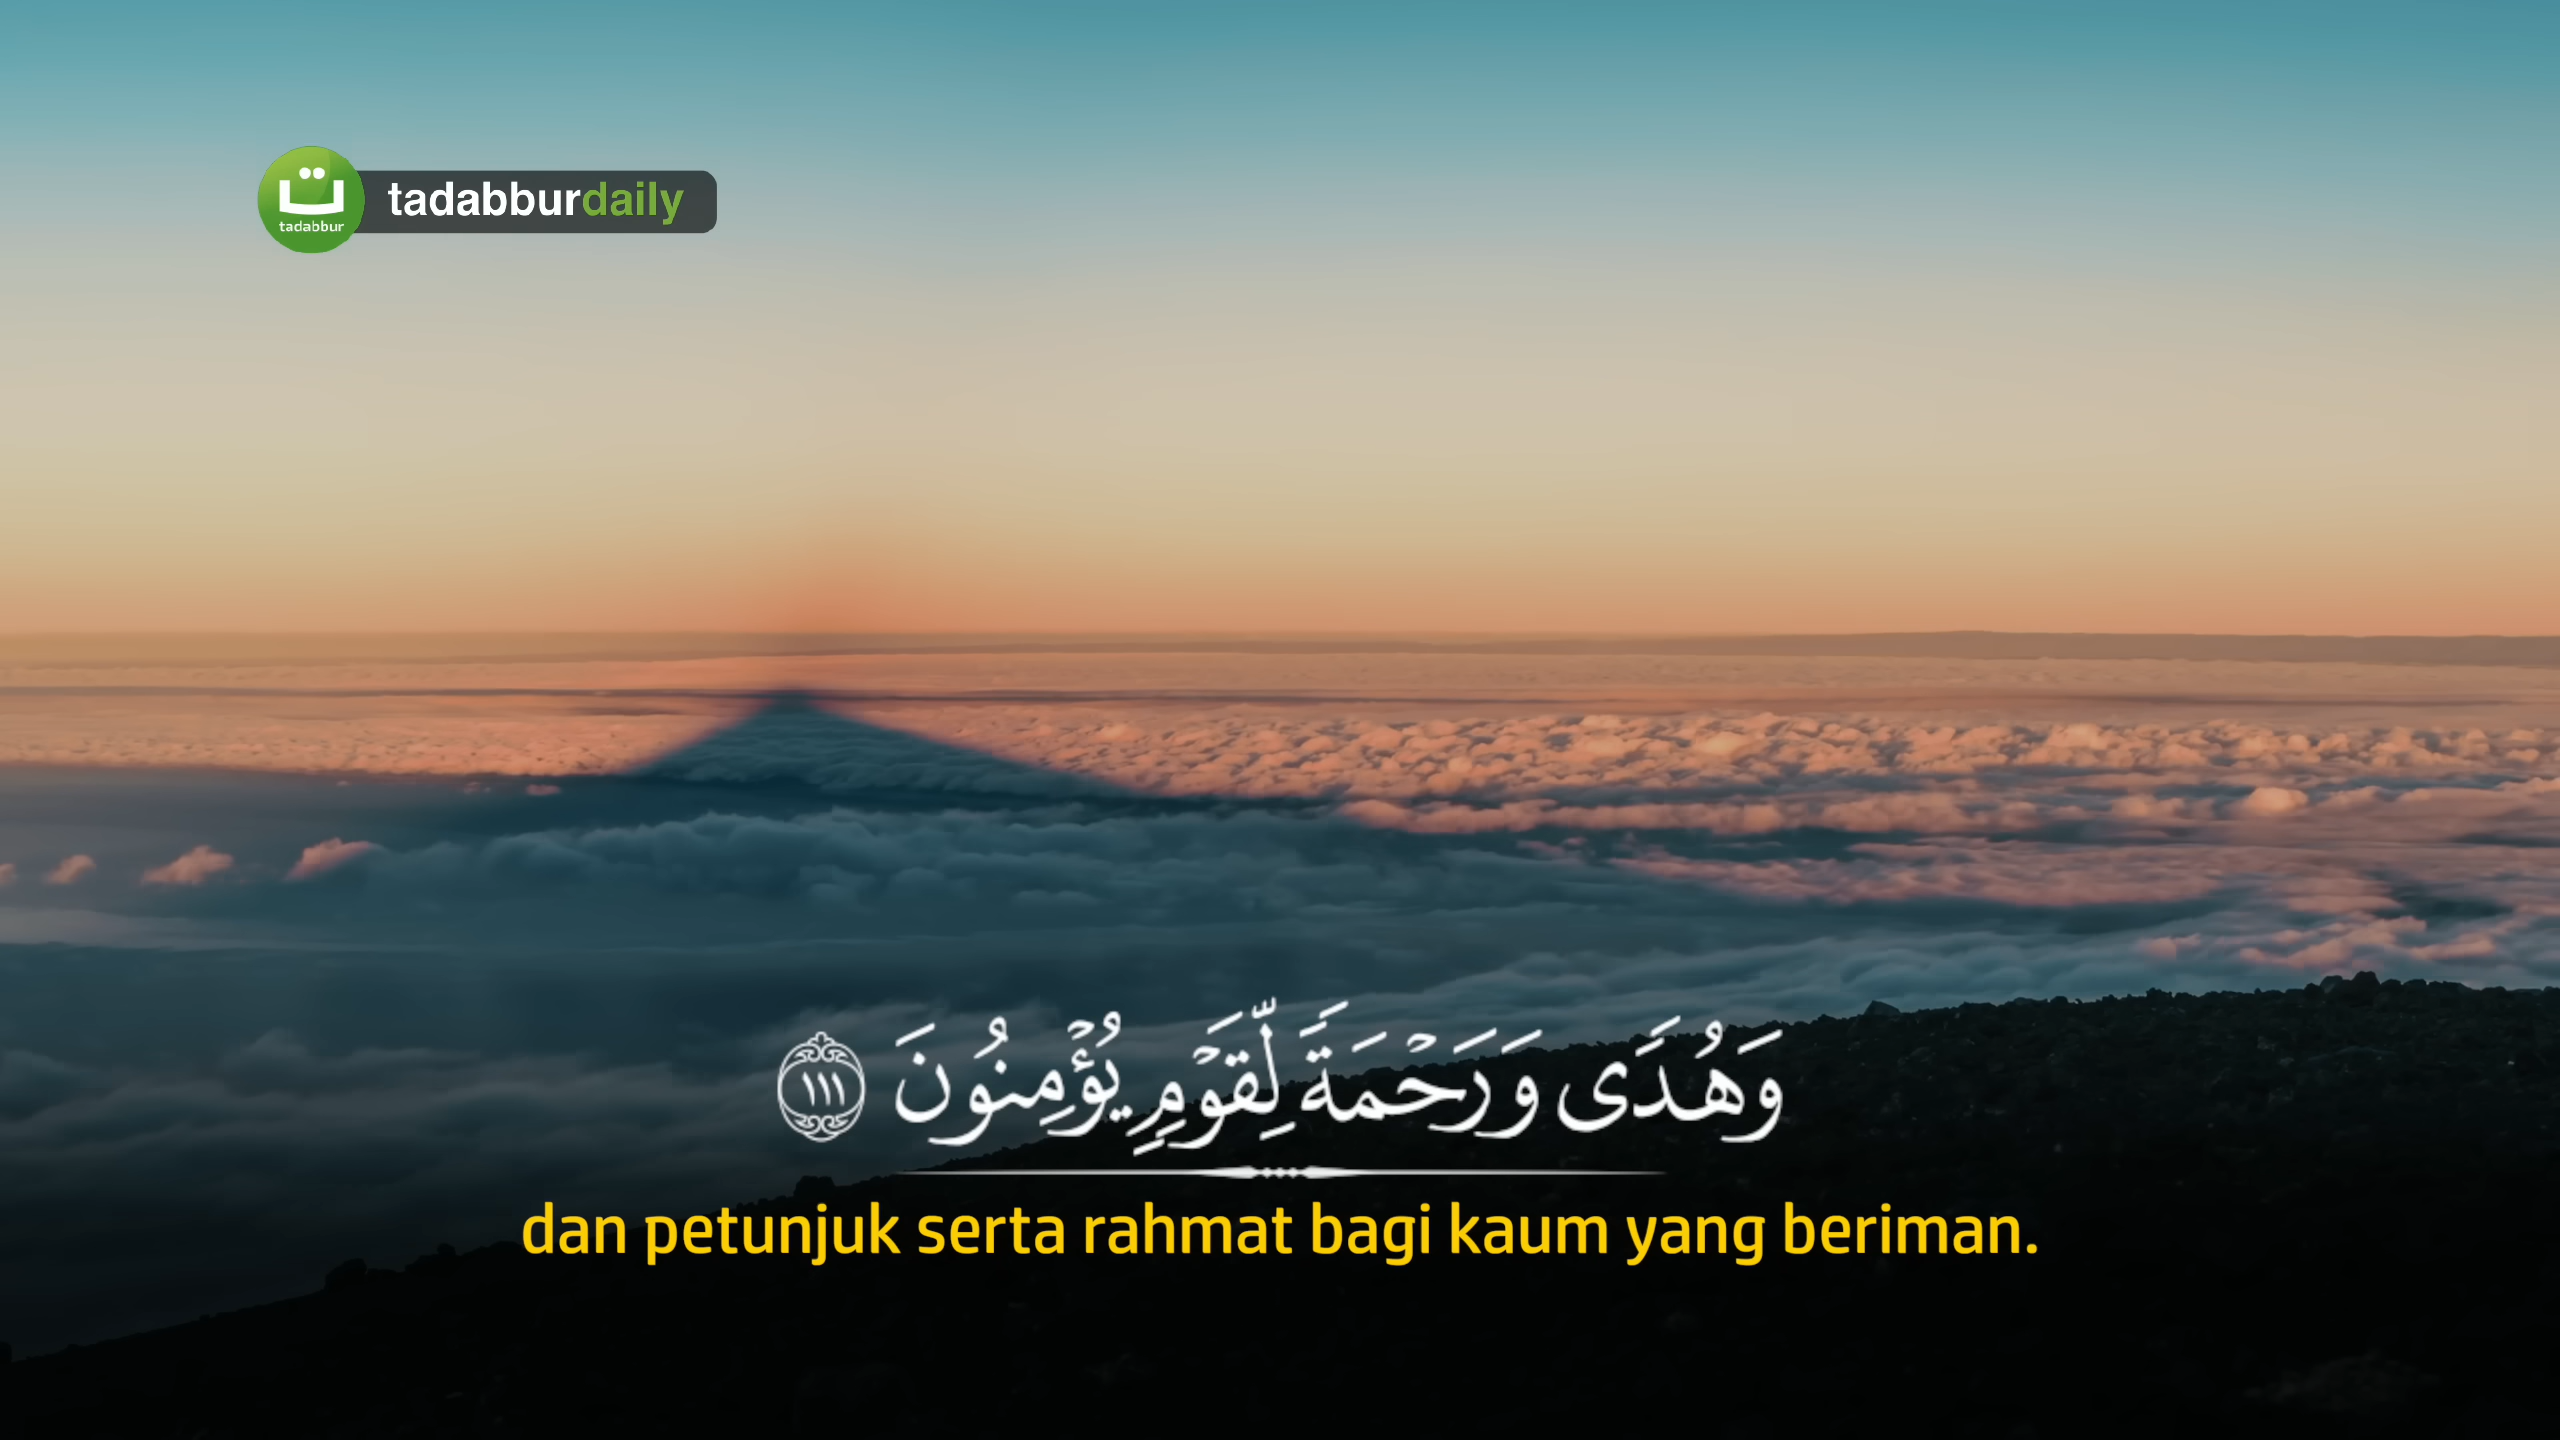 ت
tadabbur
tadabburdaily
وَهُدًى وَرَحْمَةً لِّقَوْمٍ يُؤْمِنُونَ ١١١
dan petunjuk serta rahmat bagi kaum yang beriman.